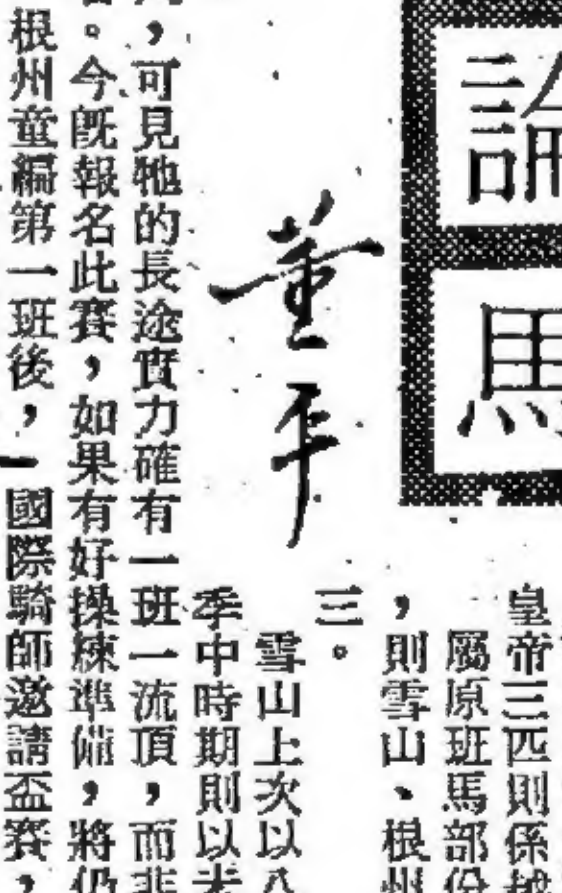 論馬
董平
皇帝三匹則係
屬原班馬部份
，則雪山、根州
三。
雪山上次以八
季中時期則以未
，可見牠的長途實力確有一班一流頂，而非
。今既報名此賽，如果有好操練準備，將仍
根州童編第一班後，國際騎師邀請盃賽，